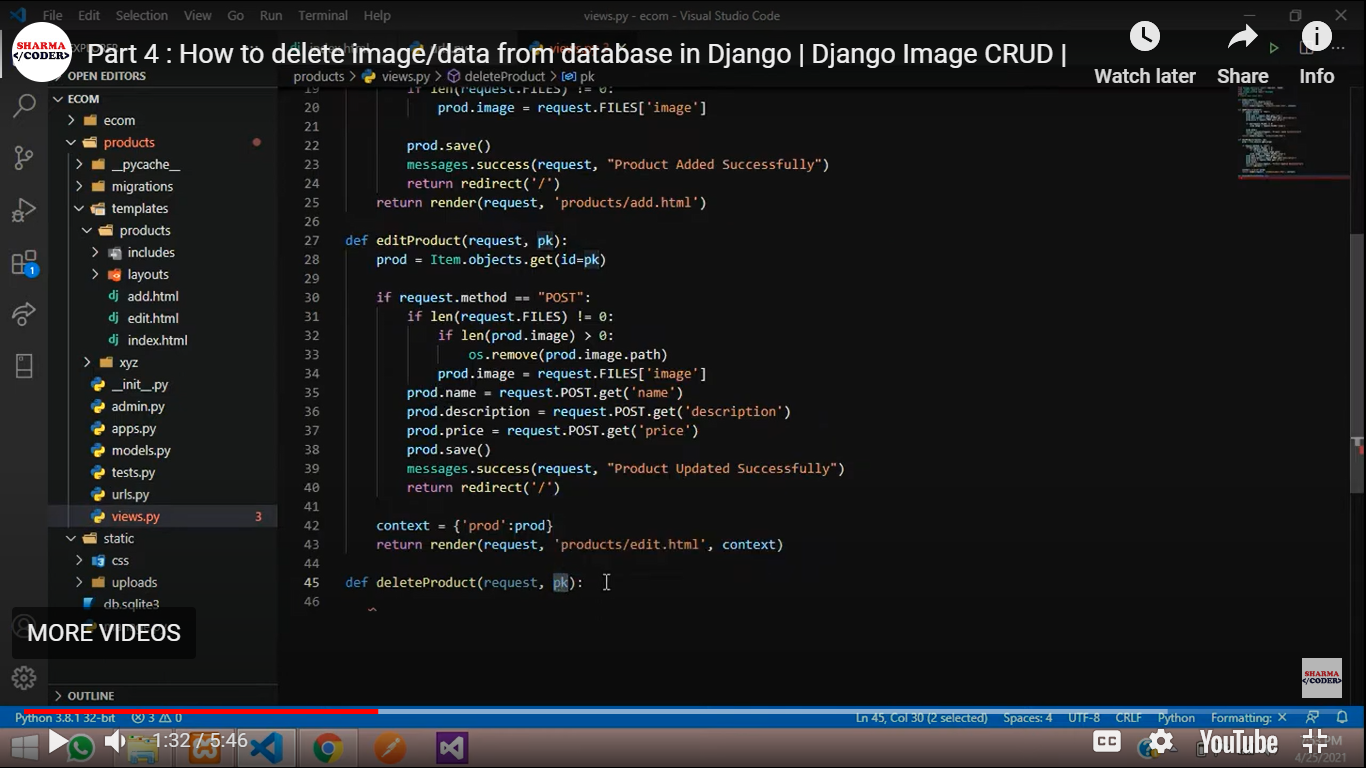 File Edit Selection View Go Run Terminal Help
views.py - ecom - Visual Studio Code
SHARMA
</CODER>
Part 4 : How to delete image/data from database in Django | Django Image CRUD |
Watch later
Share
Info
OPEN EDITORS
ECOM
ecom
products
__pycache__
migrations
templates
products
includes
layouts
dj add.html
dj edit.html
dj index.html
xyz
__init__.py
admin.py
apps.py
models.py
tests.py
urls.py
views.py 3
static
css
uploads
db.sqlite3
OUTLINE
1
products > views.py > deleteProduct > pk
19 if len(request.FILES) != 0:
20 prod.image = request.FILES['image']
21
22 prod.save()
23 messages.success(request, "Product Added Successfully")
24 return redirect('/')
25 return render(request, 'products/add.html')
26
27 def editProduct(request, pk):
28 prod = Item.objects.get(id=pk)
29
30 if request.method == "POST":
31 if len(request.FILES) != 0:
32 if len(prod.image) > 0:
33 os.remove(prod.image.path)
34 prod.image = request.FILES['image']
35 prod.name = request.POST.get('name')
36 prod.description = request.POST.get('description')
37 prod.price = request.POST.get('price')
38 prod.save()
39 messages.success(request, "Product Updated Successfully")
40 return redirect('/')
41
42 context = {'prod':prod}
43 return render(request, 'products/edit.html', context)
44
45 def deleteProduct(request, pk):
46
MORE VIDEOS
SHARMA
</CODER>
Python 3.8.1 32-bit 3 0 Ln 45, Col 30 (2 selected) Spaces: 4 UTF-8 CRLF Python Formatting: ×
1:32 / 5:46
CC
YouTube
4/25/2021